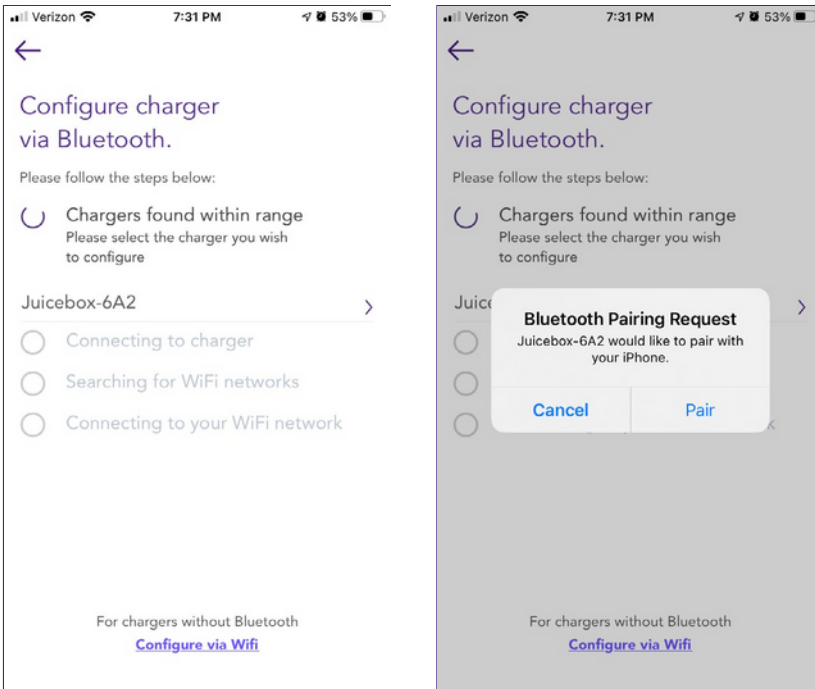 Verizon 7:31 PM 53%
Configure charger
via Bluetooth.
Please follow the steps below:
Chargers found within range
Please select the charger you wish
to configure
Juicebox-6A2
Connecting to charger
Searching for WiFi networks
Connecting to your WiFi network
For chargers without Bluetooth
Configure via Wifi
Verizon 7:31 PM 53%
Configure charger
via Bluetooth.
Please follow the steps below:
Chargers found within range
Please select the charger you wish
to configure
Juice
Bluetooth Pairing Request
Juicebox-6A2 would like to pair with
your iPhone.
Cancel Pair
k
For chargers without Bluetooth
Configure via Wifi